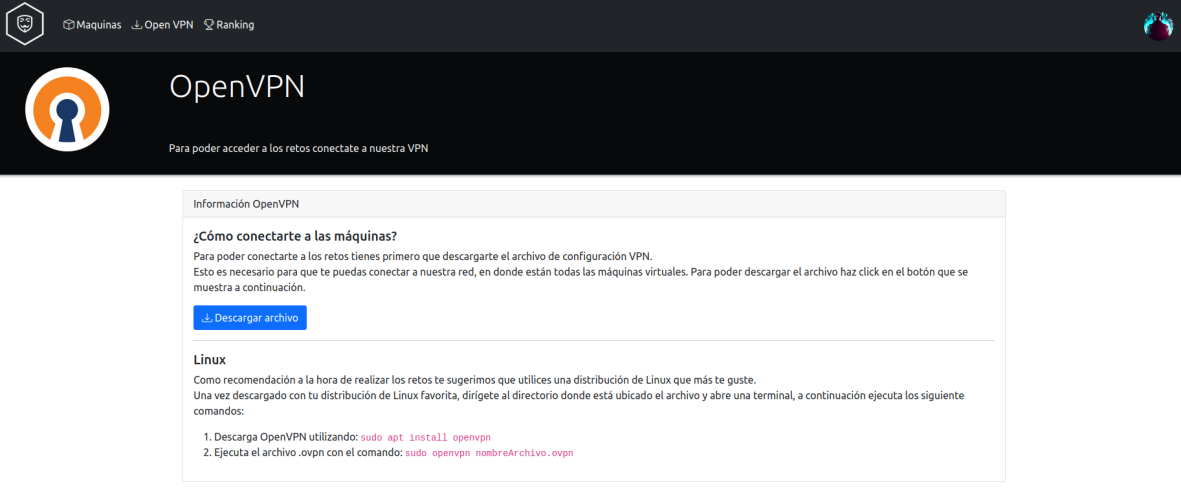 Maquinas Open VPN Ranking
OpenVPN
Para poder acceder a los retos conectate a nuestra VPN
Información OpenVPN
¿Cómo conectarte a las máquinas?
Para poder conectarte a los retos tienes primero que descargarte el archivo de configuración VPN.
Esto es necesario para que te puedas conectar a nuestra red, en donde están todas las máquinas virtuales. Para poder descargar el archivo haz click en el botón que se
muestra a continuación.
Descargar archivo
Linux
Como recomendación a la hora de realizar los retos te sugerimos que utilices una distribución de Linux que más te guste.
Una vez descargado con tu distribución de Linux favorita, dirígete al directorio donde está ubicado el archivo y abre una terminal, a continuación ejecuta los siguiente
comandos:
1. Descarga OpenVPN utilizando: sudo apt install openvpn
2. Ejecuta el archivo .ovpn con el comando: sudo openvpn nombreArchivo.ovpn